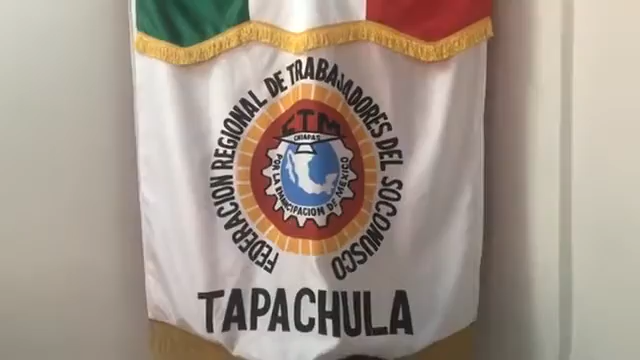 FEDERACION REGIONAL DE TRABAJADORES DEL SOCONUSCO
CTM
CHIAPAS
POR LA EMANCIPACION DE MEXICO
TAPACHULA